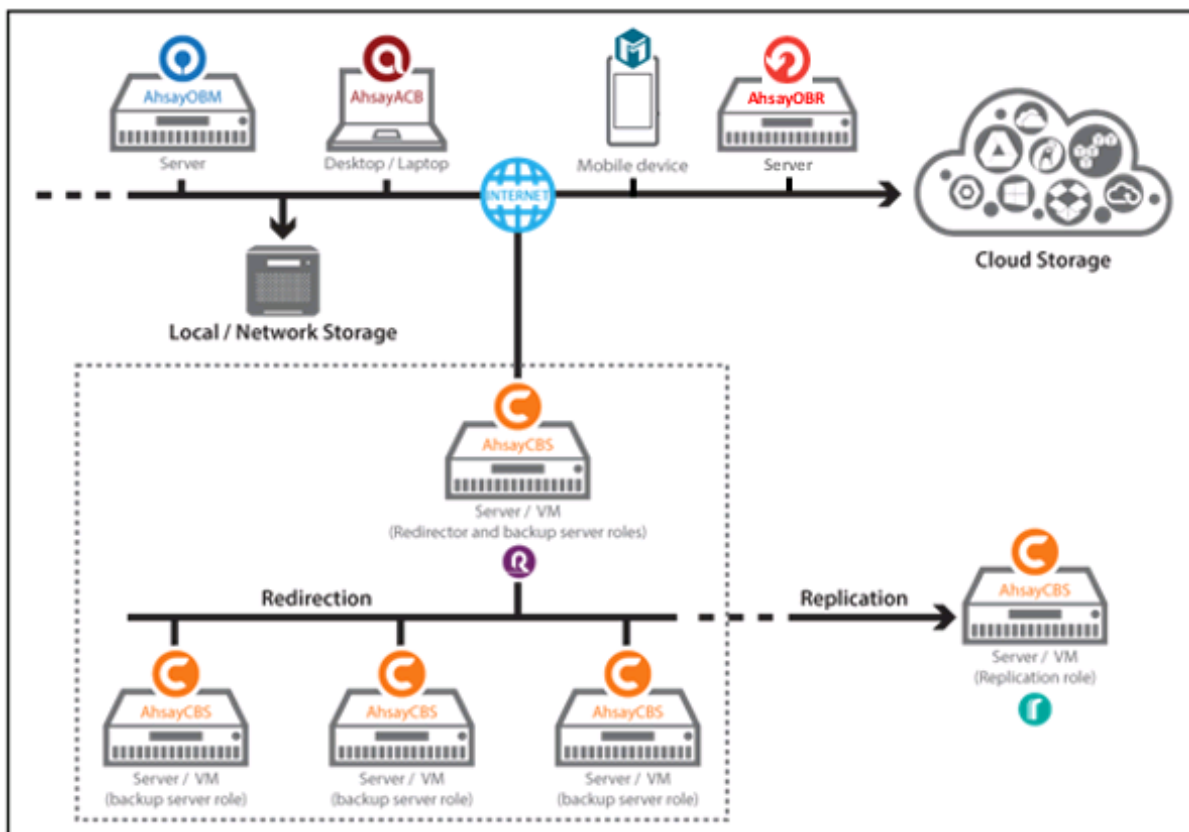 AhsayOBM
Server
AhsayACB
Desktop / Laptop
Mobile device
AhsayOBR
Server
INTERNET
Cloud Storage
Local / Network Storage
AhsayCBS
Server / VM
(Redirector and backup server roles)
Redirection
Replication
AhsayCBS
Server / VM
(Replication role)
AhsayCBS
Server / VM
(backup server role)
AhsayCBS
Server / VM
(backup server role)
AhsayCBS
Server / VM
(backup server role)